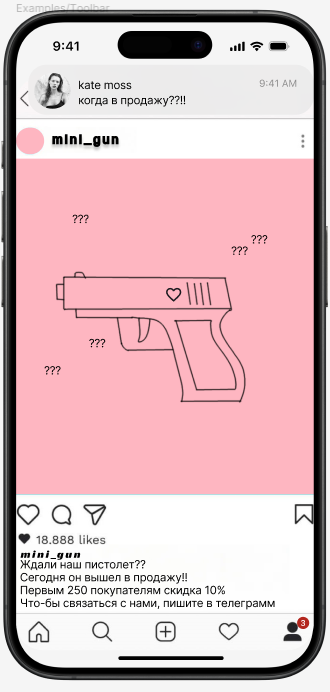 Examples/Toolbar
9:41
kate moss
9:41 AM
когда в продажу??!!
mini_gun
???
???
???
???
???
18.888 likes
mini_gun
Ждали наш пистолет??
Сегодня он вышел в продажу!!
Первым 250 покупателям скидка 10%
Что-бы связаться с нами, пишите в телеграмм
3